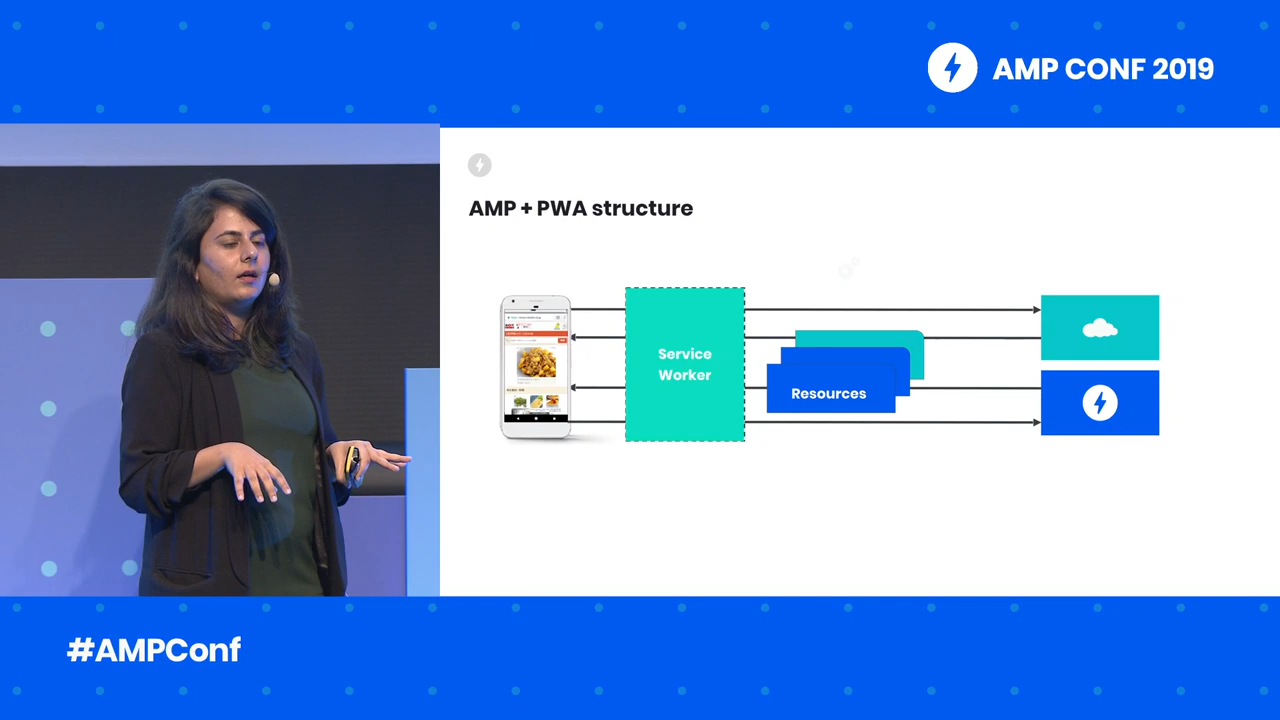 AMP CONF 2019
AMP + PWA structure
Service
Worker
Resources
#AMPConf